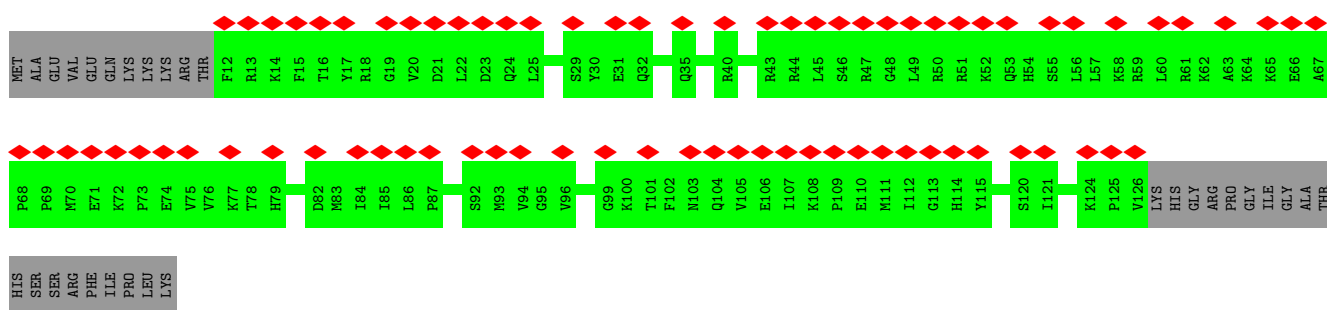 MET ALA GLU VAL GLU GLN LYS LYS LYS ARG THR F12 R13 K14 F15 T16 Y17 R18 G19 V20 D21 L22 D23 Q24 L25 S29 Y30 E31 Q32 Q35 R40 R43 R44 L45 S46 R47 G48 L49 R50 R51 K52 Q53 H54 S55 L56 L57 K58 R59 L60 R61 K62 A63 K64 K65 E66 A67
P68 P69 M70 E71 K72 P73 E74 V75 V76 K77 T78 H79 D82 M83 I84 I85 L86 P87 S92 M93 V94 G95 V96 G99 K100 T101 F102 N103 Q104 V105 E106 I107 K108 P109 E110 M111 I112 G113 H114 Y115 S120 I121 K124 P125 V126 LYS HIS GLY ARG PRO GLY ILE GLY ALA THR
HIS SER SER ARG PHE ILE PRO LEU LYS